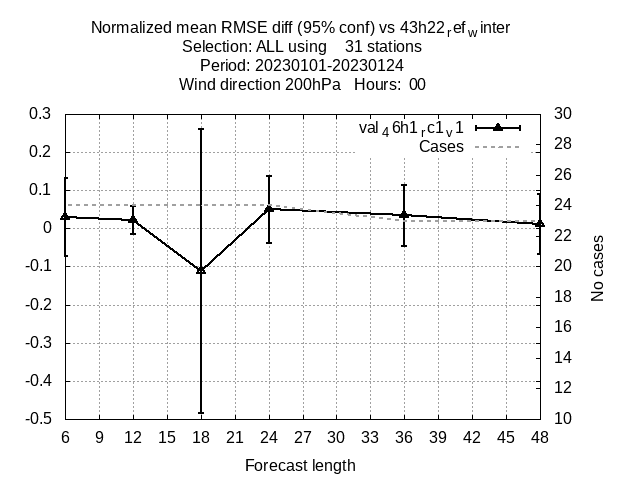 Normalized mean RMSE diff (95% conf) vs 43h22refwinter
Selection: ALL using 31 stations
Period: 20230101-20230124
Wind direction 200hPa Hours: 00
val46h1rc1v1
Cases
0.3
0.2
0.1
0
-0.1
-0.2
-0.3
-0.4
-0.5
30
28
26
24
22
20
18
16
14
12
10
No cases
6 9 12 15 18 21 24 27 30 33 36 39 42 45 48
Forecast length